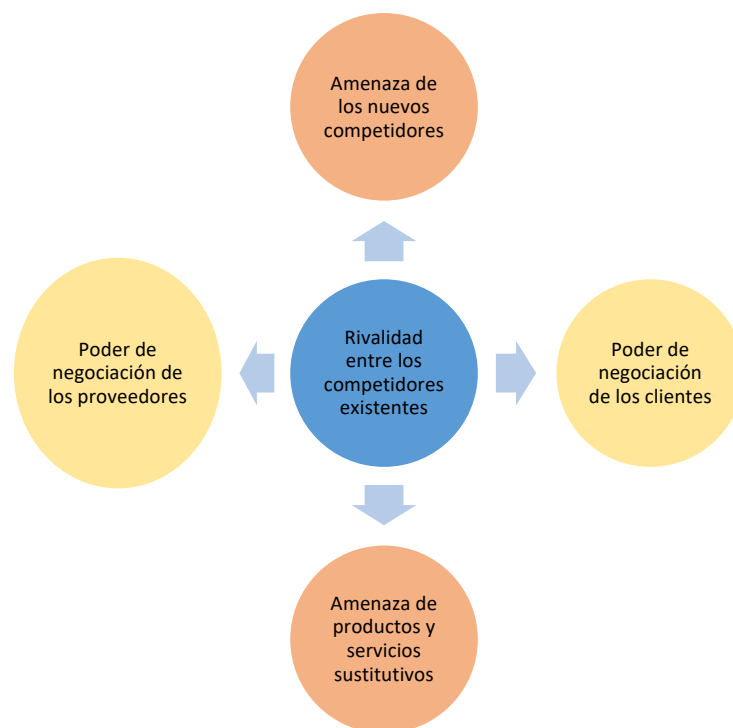 Amenaza de
los nuevos
competidores
Poder de
negociación de
los proveedores
Rivalidad
entre los
competidores
existentes
Poder de
negociación
de los clientes
Amenaza de
productos y
servicios
sustitutivos